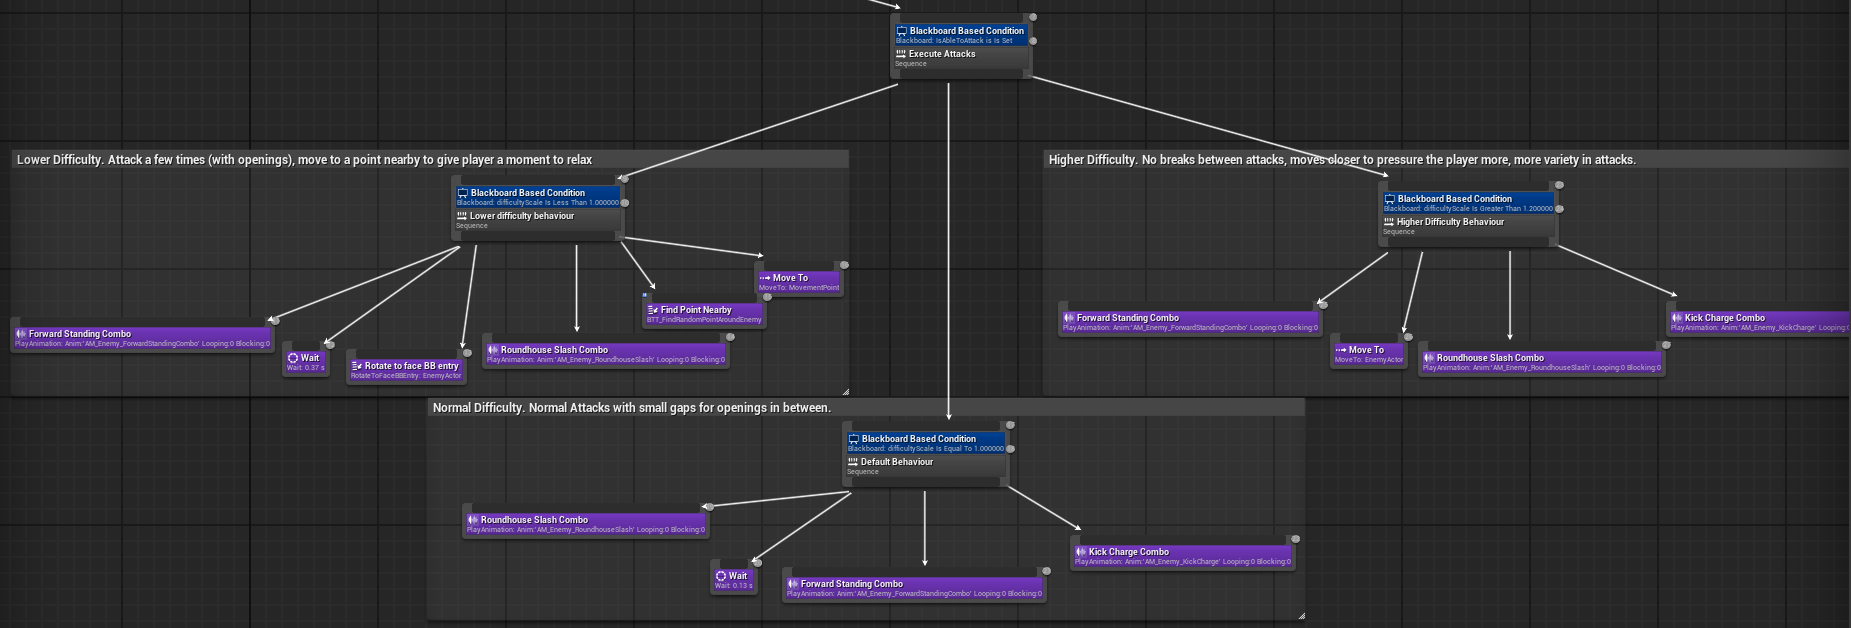 Blackboard Based Condition
Blackboard: IsAbleToAttack is Is Set
Execute Attacks
Sequence
Lower Difficulty. Attack a few times (with openings), move to a point nearby to give player a moment to relax
Blackboard Based Condition
Blackboard: difficultyScale Is Less Than 1.000000
Lower difficulty behaviour
Sequence
Forward Standing Combo
PlayAnimation: Anim:'AM_Enemy_ForwardStandingCombo' Looping:0 Blocking:0
Wait
Wait: 0.37 s
Rotate to face BB entry
RotateToFaceBBEntry: EnemyActor
Roundhouse Slash Combo
PlayAnimation: Anim:'AM_Enemy_RoundhouseSlash' Looping:0 Blocking:0
Find Point Nearby
BTT_FindRandomPointAroundEnemy
Move To
MoveTo: MovementPoint
Higher Difficulty. No breaks between attacks, moves closer to pressure the player more, more variety in attacks.
Blackboard Based Condition
Blackboard: difficultyScale Is Greater Than 1.200000
Higher Difficulty Behaviour
Sequence
Forward Standing Combo
PlayAnimation: Anim:'AM_Enemy_ForwardStandingCombo' Looping:0 Blocking:0
Move To
MoveTo: EnemyActor
Roundhouse Slash Combo
PlayAnimation: Anim:'AM_Enemy_RoundhouseSlash' Looping:0 Blocking:0
Kick Charge Combo
PlayAnimation: Anim:'AM_Enemy_KickCharge' Looping:0
Normal Difficulty. Normal Attacks with small gaps for openings in between.
Blackboard Based Condition
Blackboard: difficultyScale Is Equal To 1.000000
Default Behaviour
Sequence
Roundhouse Slash Combo
PlayAnimation: Anim:'AM_Enemy_RoundhouseSlash' Looping:0 Blocking:0
Wait
Wait: 0.13 s
Forward Standing Combo
PlayAnimation: Anim:'AM_Enemy_ForwardStandingCombo' Looping:0 Blocking:0
Kick Charge Combo
PlayAnimation: Anim:'AM_Enemy_KickCharge' Looping:0 Blocking:0